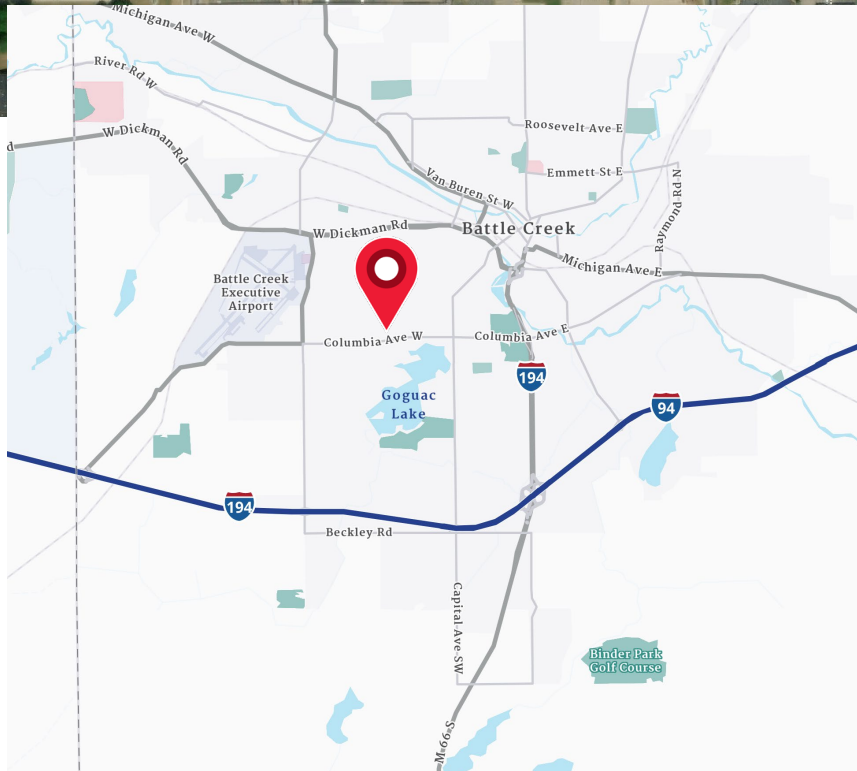 Michigan Ave W
River Rd W
W Dickman Rd
d
Roosevelt Ave E
Emmett St E
Van Buren St W
Raymond Rd N
W Dickman Rd
Battle Creek
Michigan Ave E
Battle Creek
Executive
Airport
Columbia Ave W
Columbia Ave E
194
Goguac
Lake
94
194
Beckley Rd
Capital Ave SW
Binder Park
Golf Course
M 66 S